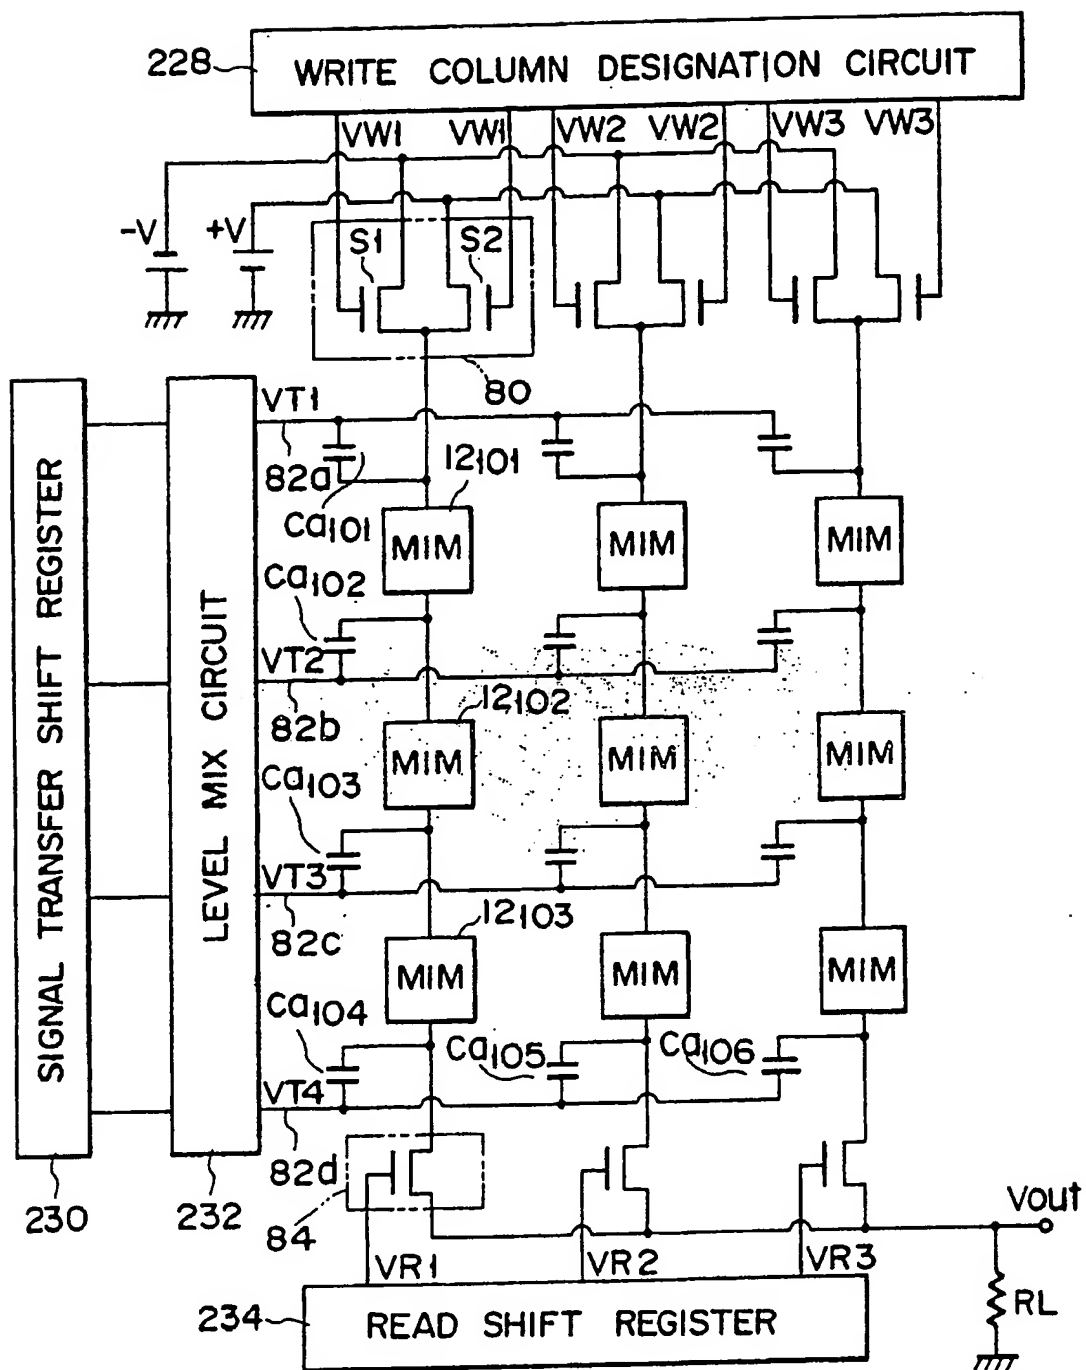 228
WRITE COLUMN DESIGNATION CIRCUIT
VW1 VW1 VW2 VW2 VW3 VW3
-V +V
S1 S2
80
VT1
82a
Ca101
12101
MIM MIM MIM
Ca102
VT2
82b
12102
MIM MIM MIM
Ca103
VT3
82c
12103
MIM MIM MIM
Ca104
Ca105
Ca106
VT4
82d
84
SIGNAL TRANSFER SHIFT REGISTER
LEVEL MIX CIRCUIT
230
232
Vout
VR1 VR2 VR3
RL
234
READ SHIFT REGISTER